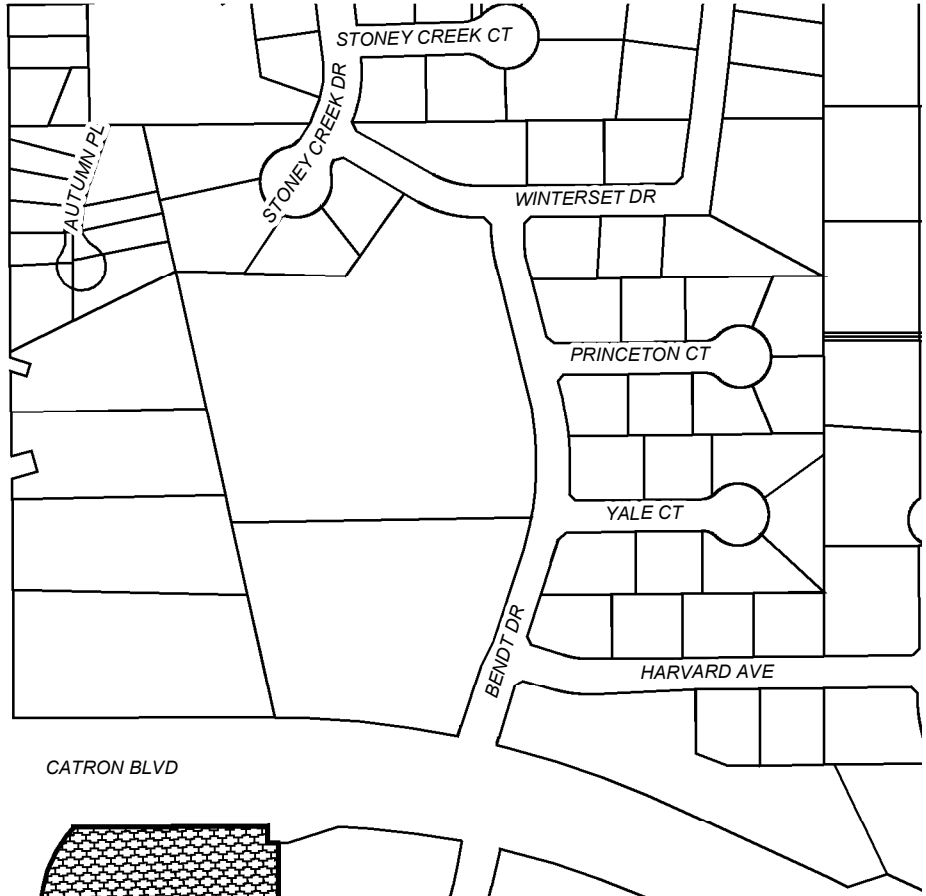 STONEY CREEK CT
STONEY CREEK DR
AUTUMN PL
WINTERSET DR
PRINCETON CT
YALE CT
BENDT DR
HARVARD AVE
CATRON BLVD